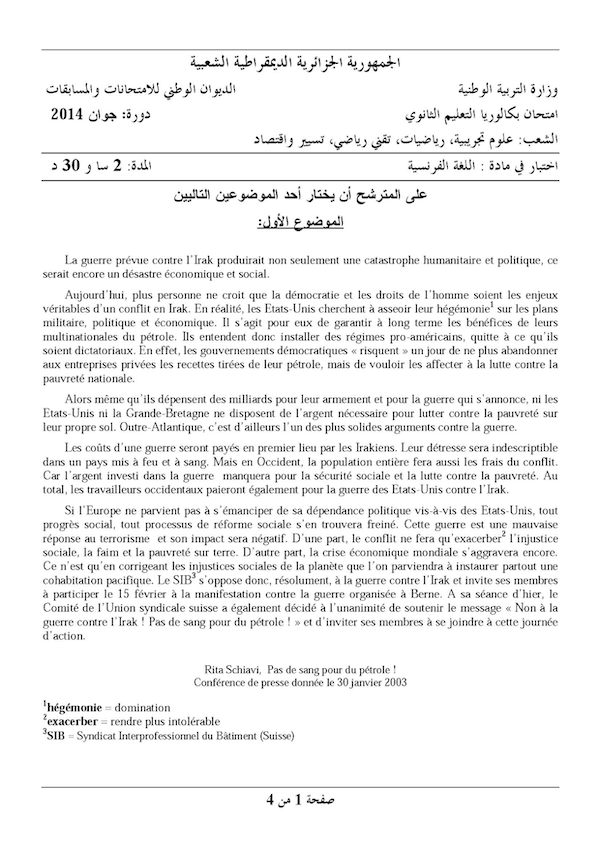 الجمهورية الجزائرية الديمقراطية الشعبية
وزارة التربية الوطنية الديوان الوطني للامتحانات والمسابقات
امتحان بكالوريا التعليم الثانوي دورة: جوان 2014
الشعب: علوم تجريبية، رياضيات، تقني رياضي، تسيير واقتصاد
اختبار في مادة : اللغة الفرنسية المدة: 2 سا و 30 د
على المترشح أن يختار أحد الموضوعين التاليين
الموضوع الأول:
La guerre prévue contre l'Irak produirait non seulement une catastrophe humanitaire et politique, ce
serait encore un désastre économique et social.
Aujourd'hui, plus personne ne croit que la démocratie et les droits de l'homme soient les enjeux
véritables d'un conflit en Irak. En réalité, les Etats-Unis cherchent à asseoir leur hégémonie1 sur les plans
militaire, politique et économique. Il s'agit pour eux de garantir à long terme les bénéfices de leurs
multinationales du pétrole. Ils entendent donc installer des régimes pro-américains, quitte à ce qu'ils
soient dictatoriaux. En effet, les gouvernements démocratiques « risquent » un jour de ne plus abandonner
aux entreprises privées les recettes tirées de leur pétrole, mais de vouloir les affecter à la lutte contre la
pauvreté nationale.
Alors même qu'ils dépensent des milliards pour leur armement et pour la guerre qui s'annonce, ni les
Etats-Unis ni la Grande-Bretagne ne disposent de l'argent nécessaire pour lutter contre la pauvreté sur
leur propre sol. Outre-Atlantique, c'est d'ailleurs l'un des plus solides arguments contre la guerre.
Les coûts d'une guerre seront payés en premier lieu par les Irakiens. Leur détresse sera indescriptible
dans un pays mis à feu et à sang. Mais en Occident, la population entière fera aussi les frais du conflit.
Car l'argent investi dans la guerre manquera pour la sécurité sociale et la lutte contre la pauvreté. Au
total, les travailleurs occidentaux paieront également pour la guerre des Etats-Unis contre l'Irak.
Si l'Europe ne parvient pas à s'émanciper de sa dépendance politique vis-à-vis des Etats-Unis, tout
progrès social, tout processus de réforme sociale s'en trouvera freiné. Cette guerre est une mauvaise
réponse au terrorisme et son impact sera négatif. D'une part, le conflit ne fera qu'exacerber2 l'injustice
sociale, la faim et la pauvreté sur terre. D'autre part, la crise économique mondiale s'aggravera encore.
Ce n'est qu'en corrigeant les injustices sociales de la planète que l'on parviendra à instaurer partout une
cohabitation pacifique. Le SIB3 s'oppose donc, résolument, à la guerre contre l'Irak et invite ses membres
à participer le 15 février à la manifestation contre la guerre organisée à Berne. A sa séance d'hier, le
Comité de l'Union syndicale suisse a également décidé à l'unanimité de soutenir le message « Non à la
guerre contre l'Irak ! Pas de sang pour du pétrole ! » et d'inviter ses membres à se joindre à cette journée
d'action.
Rita Schiavi, Pas de sang pour du pétrole !
Conférence de presse donnée le 30 janvier 2003
1hégémonie = domination
2exacerber = rendre plus intolérable
3SIB = Syndicat Interprofessionnel du Bâtiment (Suisse)
صفحة 1 من 4